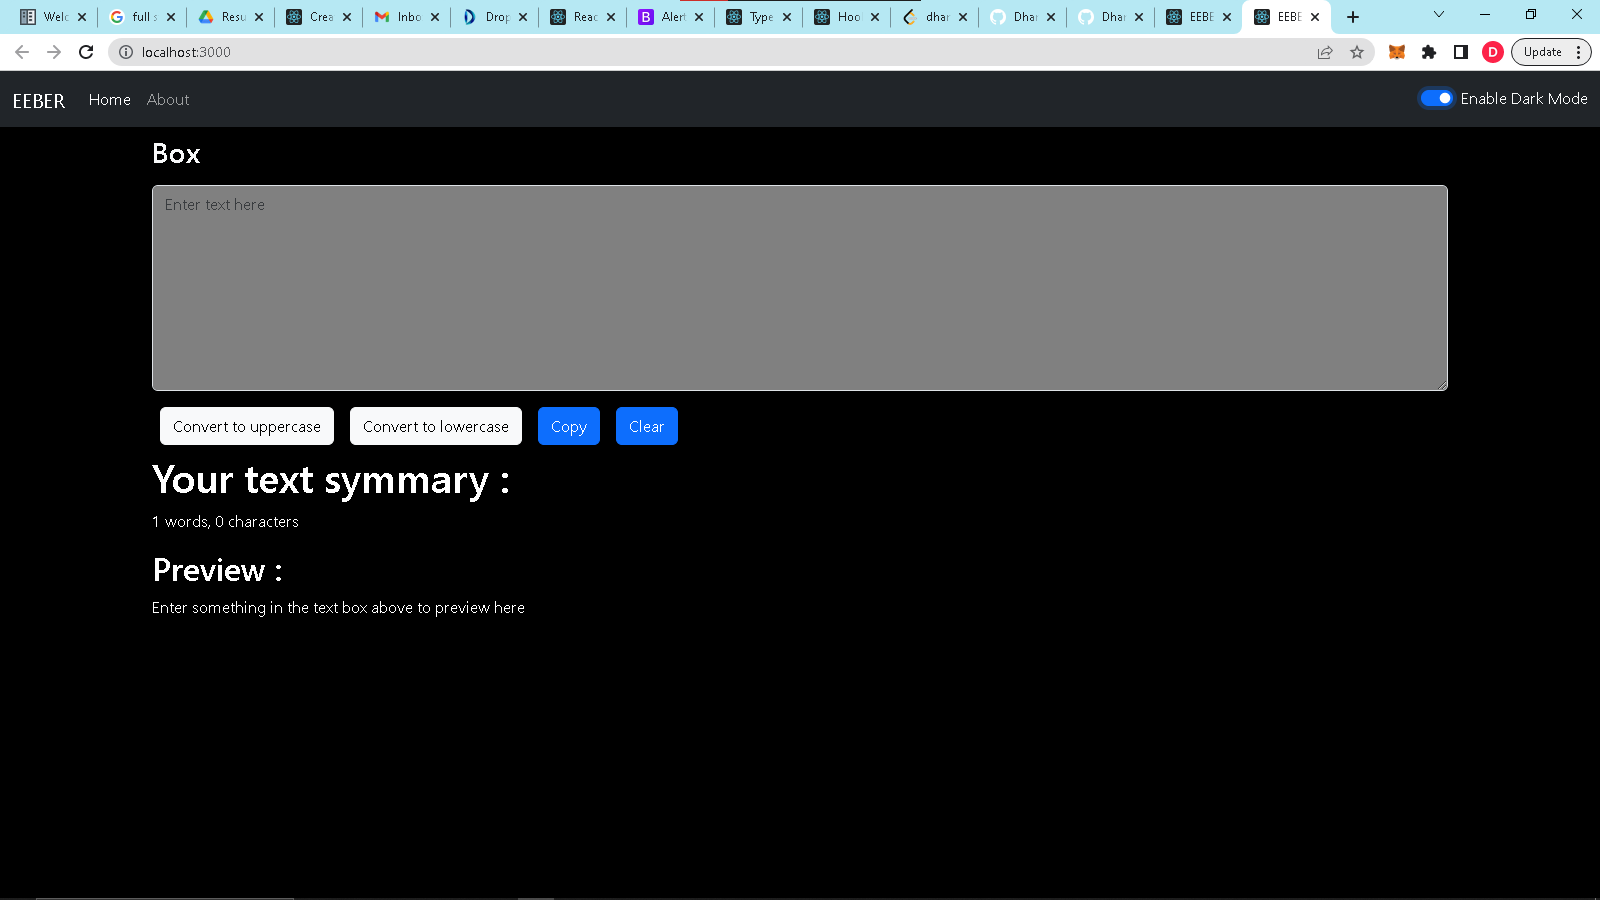 Welc full s Resu Crea Inbo Drop Reac Alert Type Hoo dhar Dhar Dhar EEBE EEBE
localhost:3000 D Update
EEBER Home About Enable Dark Mode
Box
Enter text here
Convert to uppercase Convert to lowercase Copy Clear
Your text symmary :
1 words, 0 characters
Preview :
Enter something in the text box above to preview here